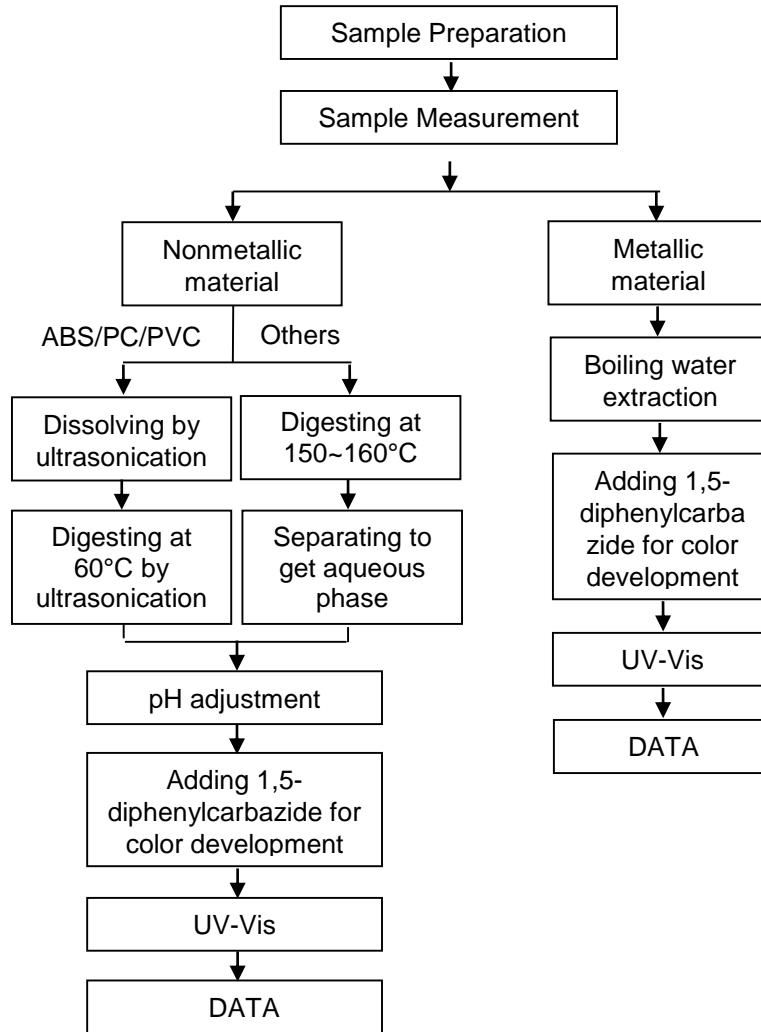 Sample Preparation
Sample Measurement
Nonmetallic
material
Metallic
material
ABS/PC/PVC
Others
Boiling water
extraction
Dissolving by
ultrasonication
Digesting at
150~160°C
Adding 1,5-
diphenylcarba
zide for color
development
Digesting at
60°C by
ultrasonication
Separating to
get aqueous
phase
UV-Vis
pH adjustment
DATA
Adding 1,5-
diphenylcarbazide for
color development
UV-Vis
DATA